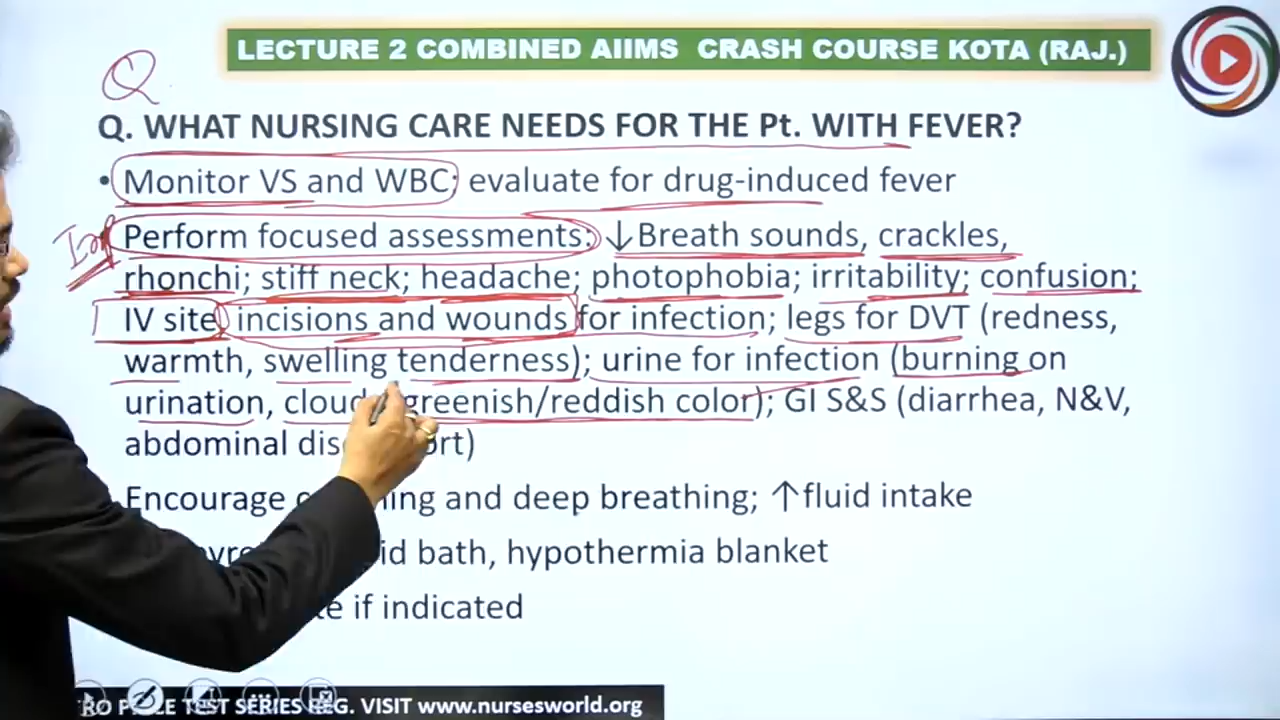 LECTURE 2 COMBINED AIIMS CRASH COURSE KOTA (RAJ.)
Q
Q. WHAT NURSING CARE NEEDS FOR THE Pt. WITH FEVER?
• Monitor VS and WBC; evaluate for drug-induced fever
Imp
Perform focused assessments: ↓Breath sounds, crackles,
rhonchi; stiff neck; headache; photophobia; irritability; confusion;
IV site, incisions and wounds for infection; legs for DVT (redness,
warmth, swelling tenderness); urine for infection (burning on
urination, greenish/reddish color); GI S&S (diarrhea, N&V,
abdominal
Encourage and deep breathing; ↑fluid intake
bath, hypothermia blanket
if indicated
TEST SERIES REG. VISIT www.nursesworld.org